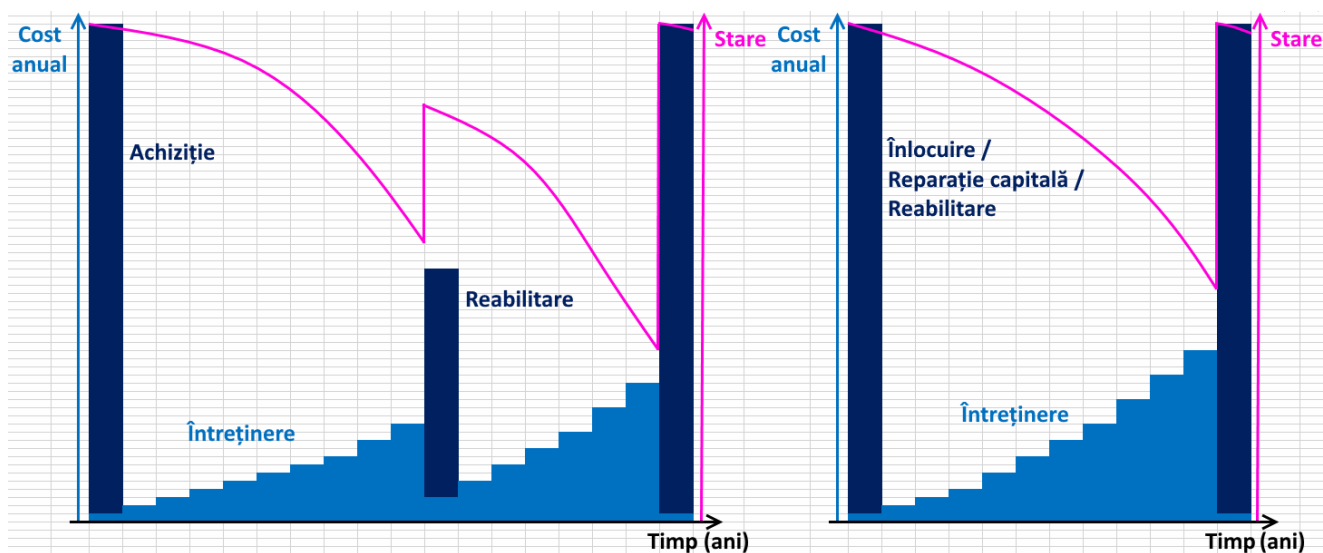 Cost
anual
Stare
Achiziție
Reabilitare
Întreținere
Timp (ani)
Cost
anual
Stare
Înlocuire /
Reparație capitală /
Reabilitare
Întreținere
Timp (ani)